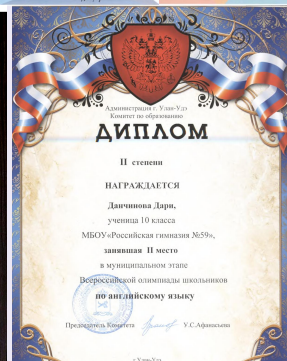 Администрация г. Улан-Удэ
Комитет по образованию
ДИПЛОМ
II степени
НАГРАЖДАЕТСЯ
Данчинова Дари,
ученица 10 класса
МБОУ«Российская гимназия №59»,
занявшая II место
в муниципальном этапе
Всероссийской олимпиады школьников
по английскому языку
Председатель Комитета У.С.Афанасьева
г.Улан-Удэ